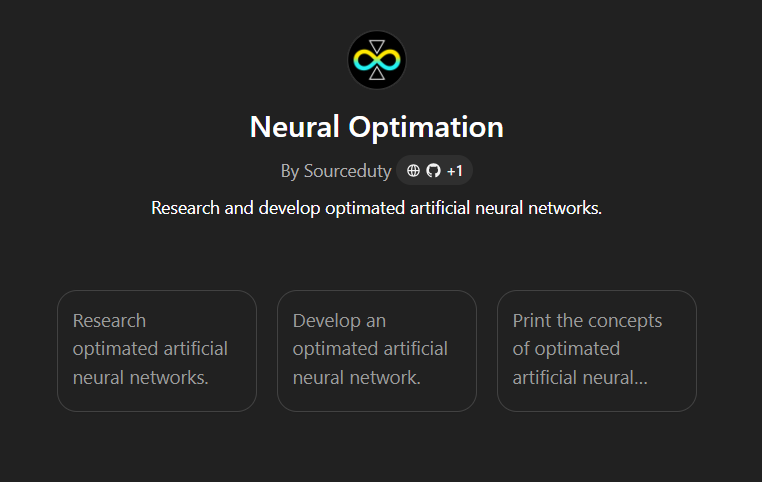 Neural Optimation
By Sourceduty +1
Research and develop optimated artificial neural networks.
Research
optimated artificial
neural networks.
Develop an
optimated artificial
neural network.
Print the concepts
of optimated
artificial neural...